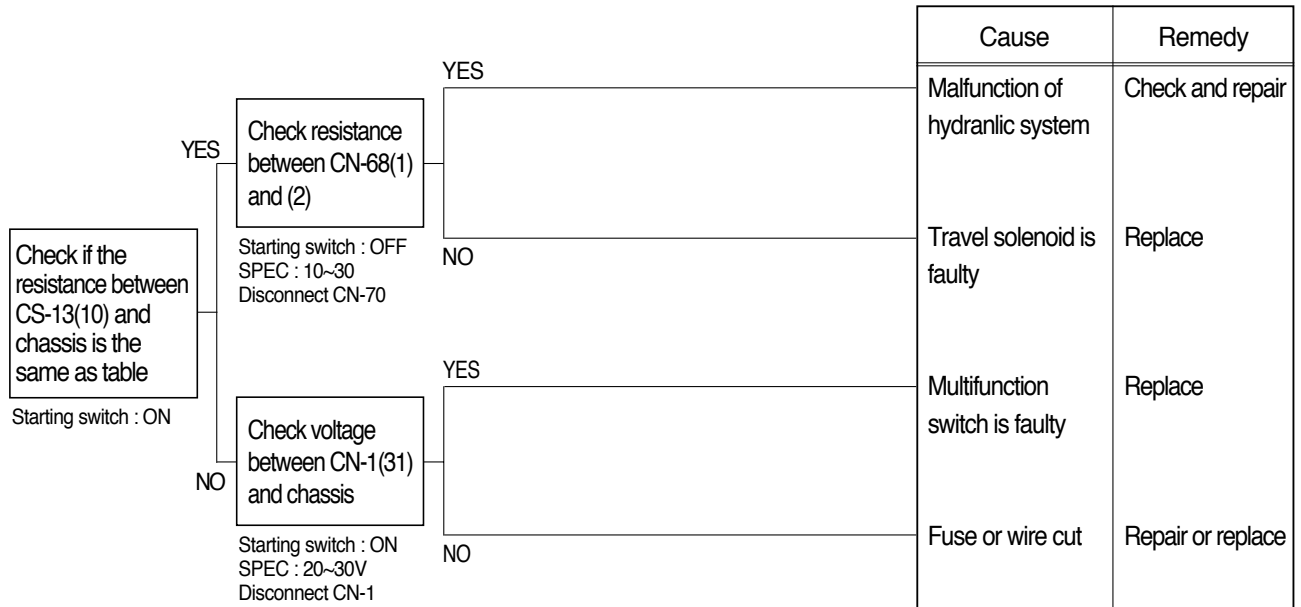 Check if the
resistance between
CS-13(10) and
chassis is the
same as table
Starting switch : ON
YES
Check resistance
between CN-68(1)
and (2)
Starting switch : OFF
SPEC : 10~30
Disconnect CN-70
NO
Check voltage
between CN-1(31)
and chassis
Starting switch : ON
SPEC : 20~30V
Disconnect CN-1
YES
NO
YES
NO
Cause
Remedy
Malfunction of
hydranlic system
Check and repair
Travel solenoid is
faulty
Replace
Multifunction
switch is faulty
Replace
Fuse or wire cut
Repair or replace